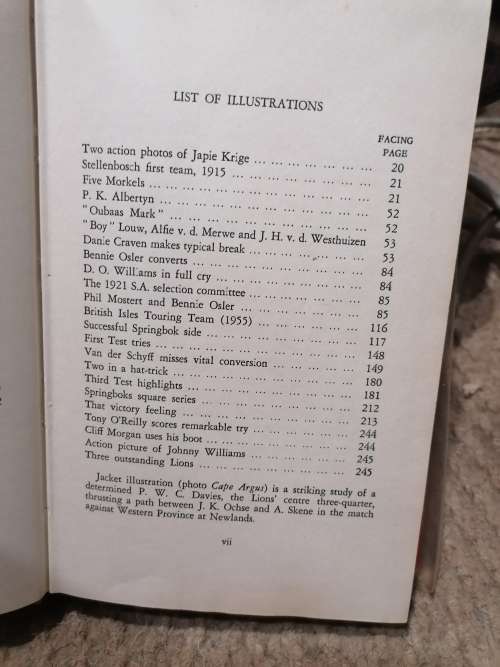 LIST OF ILLUSTRATIONS
FACING
PAGE
Two action photos of Japie Krige ... ... ... ... ... ... 20
Stellenbosch first team, 1915 ... ... ... ... ... ... ... 21
Five Morkels ... ... ... ... ... ... ... ... ... ... 21
P. K. Albertyn ... ... ... ... ... ... ... ... ... 52
"Oubaas Mark" ... ... ... ... ... ... ... ... ... 52
"Boy" Louw, Alfie v. d. Merwe and J. H. v. d. Westhuizen 53
Danie Craven makes typical break ... ... ... ... ... 53
Bennie Osler converts ... ... ... ... ... ... ... ... 84
D. O. Williams in full cry ... ... ... ... ... ... ... 84
The 1921 S.A. selection committee ... ... ... ... ... 85
Phil Mostert and Bennie Osler ... ... ... ... ... ... 85
British Isles Touring Team (1955) ... ... ... ... ... 116
Successful Springbok side ... ... ... ... ... ... ... 117
First Test tries ... ... ... ... ... ... ... ... ... 148
Van der Schyff misses vital conversion ... ... ... ... 149
Two in a hat-trick ... ... ... ... ... ... ... ... 180
Third Test highlights ... ... ... ... ... ... ... ... 181
Springboks square series ... ... ... ... ... ... ... 212
That victory feeling ... ... ... ... ... ... ... ... 213
Tony O'Reilly scores remarkable try ... ... ... ... ... 244
Cliff Morgan uses his boot ... ... ... ... ... ... ... 244
Action picture of Johnny Williams ... ... ... ... ... 245
Three outstanding Lions ... ... ... ... ... ... ... 245
Jacket illustration (photo Cape Argus) is a striking study of a
determined P. W. C. Davies, the Lions' centre three-quarter,
thrusting a path between J. K. Ochse and A. Skene in the match
against Western Province at Newlands.
vii